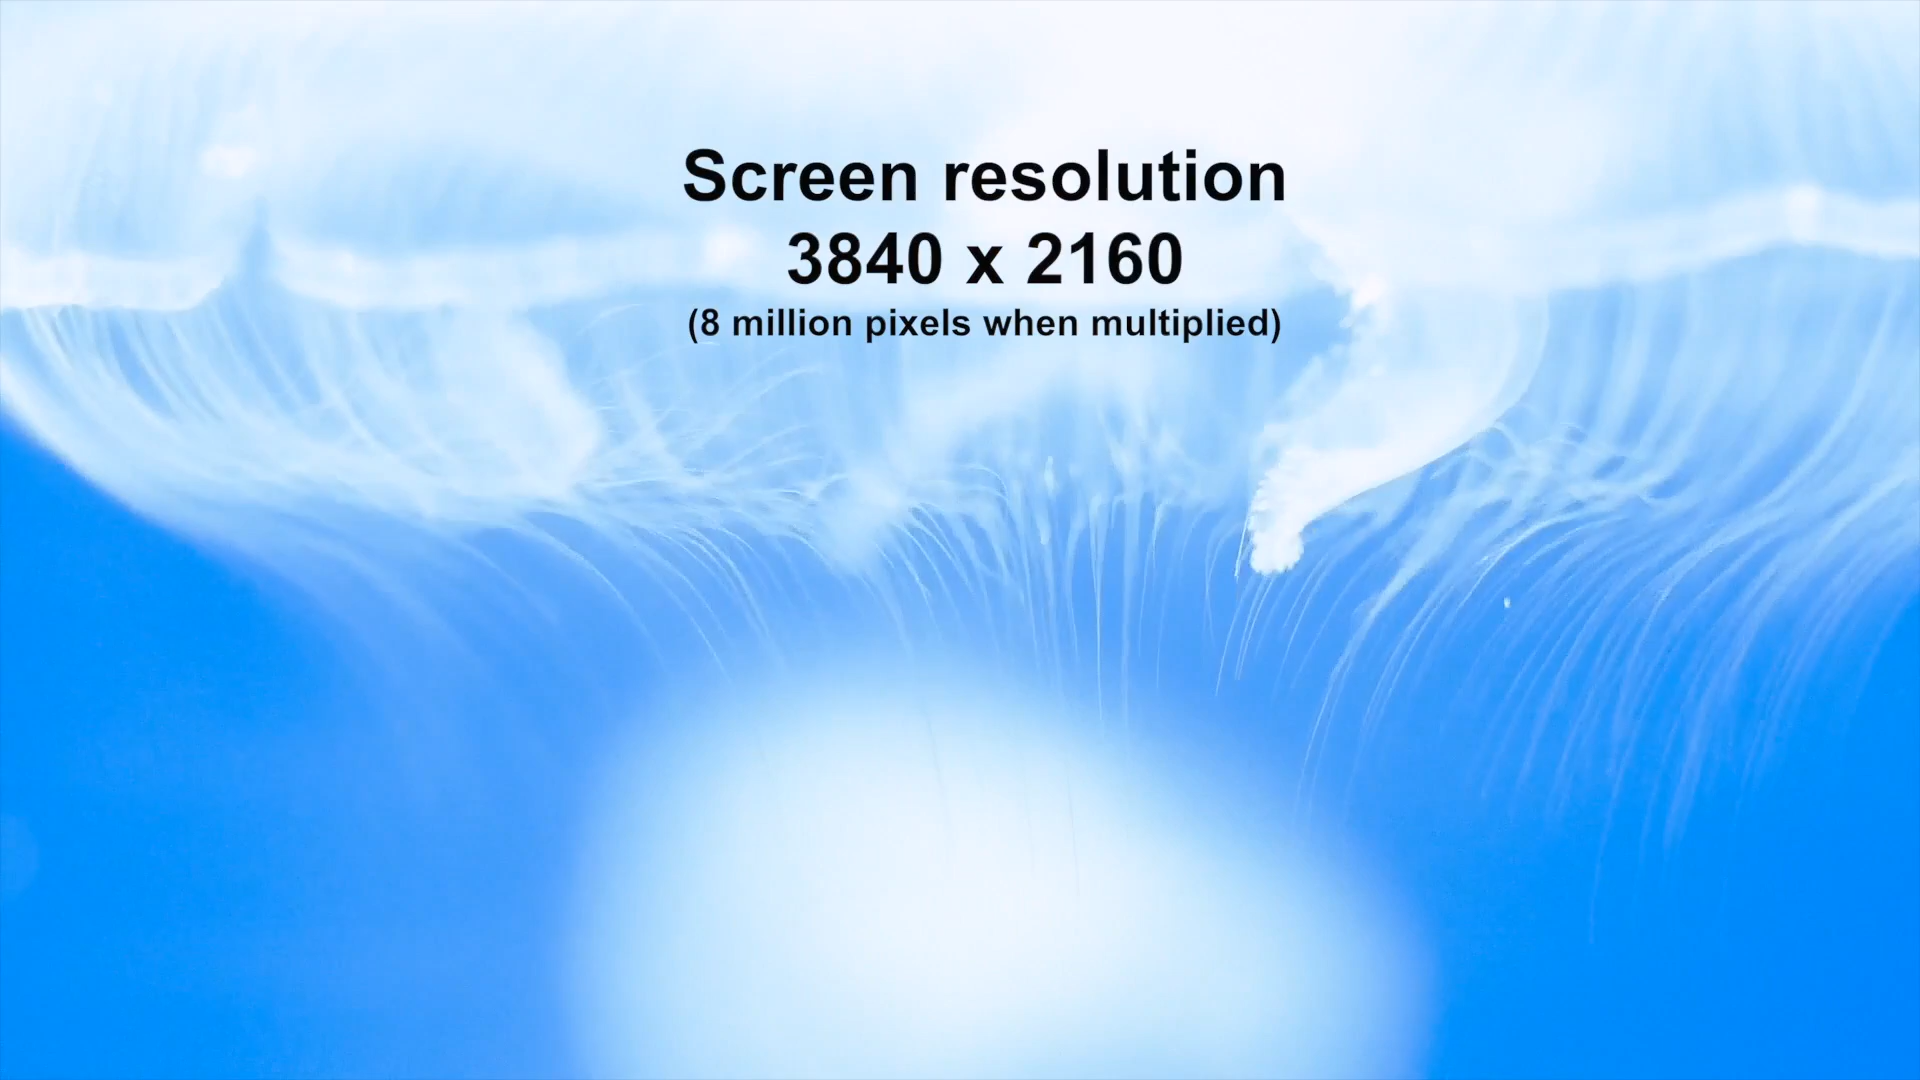 Screen resolution
3840 x 2160
(8 million pixels when multiplied)